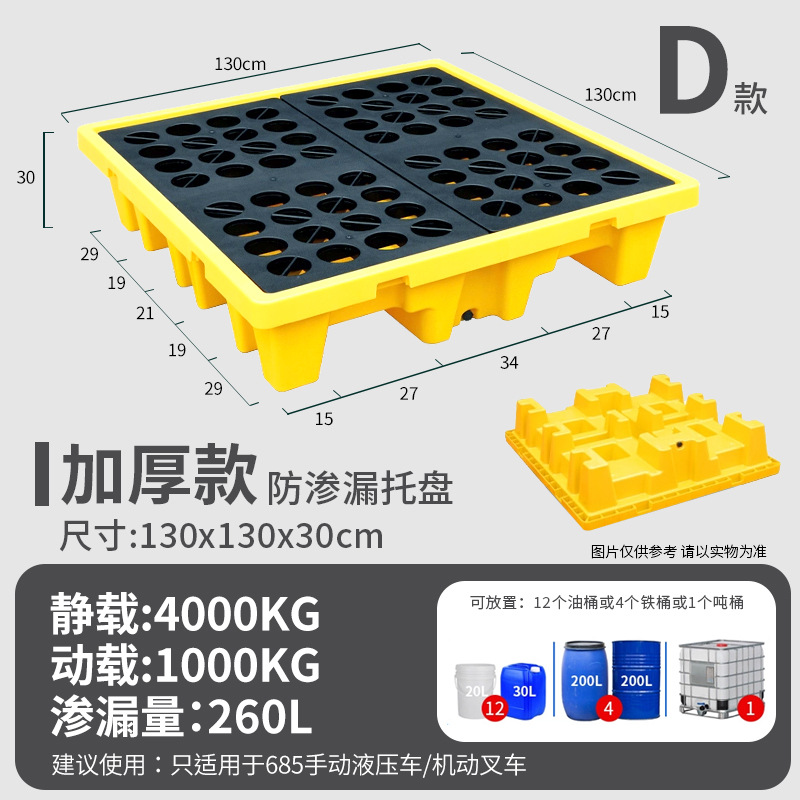 130cm
130cm
D款
30
29
19
21
19
29
15
27
34
27
15
加厚款 防渗漏托盘
尺寸:130x130x30cm
图片仅供参考 请以实物为准
静载:4000KG
动载:1000KG
渗漏量:260L
建议使用：只适用于685手动液压车/机动叉车
可放置：12个油桶或4个铁桶或1个吨桶
20L
30L
12
200L
200L
4
1